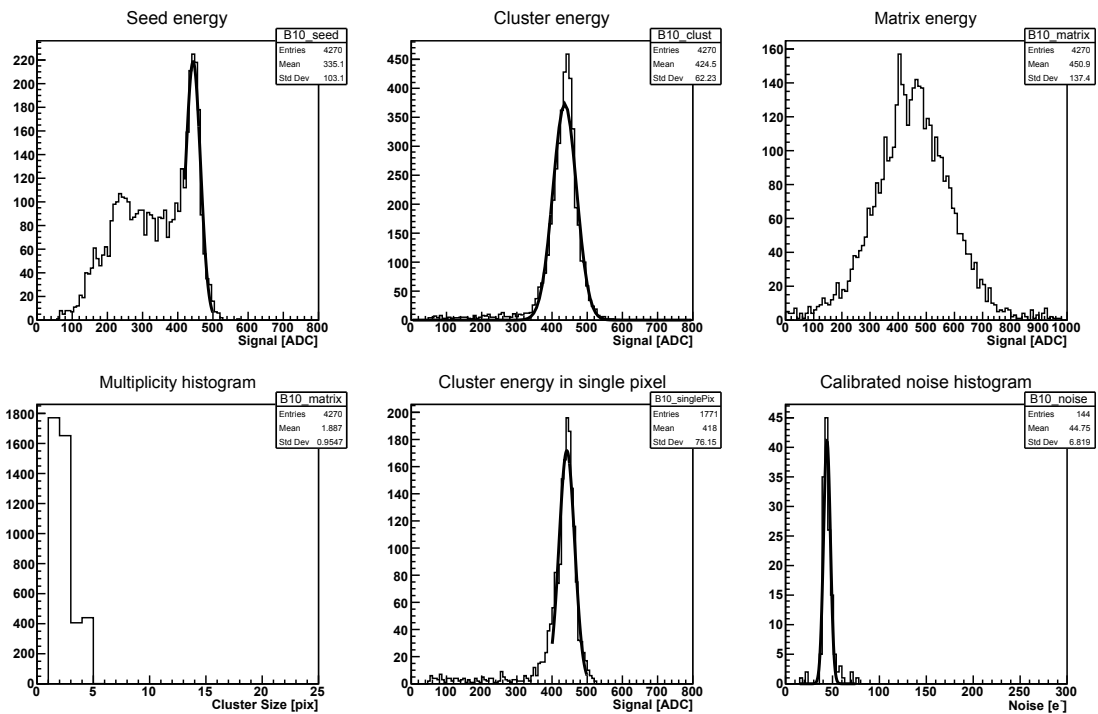 Seed energy
B10_seed
Entries 4270
Mean 335.1
Std Dev 103.1
220
200
180
160
140
120
100
80
60
40
20
0
0 100 200 300 400 500 600 700 800
Signal [ADC]
Cluster energy
B10_clust
Entries 4270
Mean 424.5
Std Dev 62.23
450
400
350
300
250
200
150
100
50
0
0 100 200 300 400 500 600 700 800
Signal [ADC]
Matrix energy
B10_matrix
Entries 4270
Mean 450.9
Std Dev 137.4
160
140
120
100
80
60
40
20
0
0 100 200 300 400 500 600 700 800 900 1000
Signal [ADC]
Multiplicity histogram
B10_matrix
Entries 4270
Mean 1.887
Std Dev 0.9547
1800
1600
1400
1200
1000
800
600
400
200
0
0 5 10 15 20 25
Cluster Size [pix]
Cluster energy in single pixel
B10_singlePix
Entries 1771
Mean 418
Std Dev 76.15
200
180
160
140
120
100
80
60
40
20
0
0 100 200 300 400 500 600 700 800
Signal [ADC]
Calibrated noise histogram
B10_noise
Entries 144
Mean 44.75
Std Dev 6.819
45
40
35
30
25
20
15
10
5
0
0 50 100 150 200 250 300
Noise [e⁻]